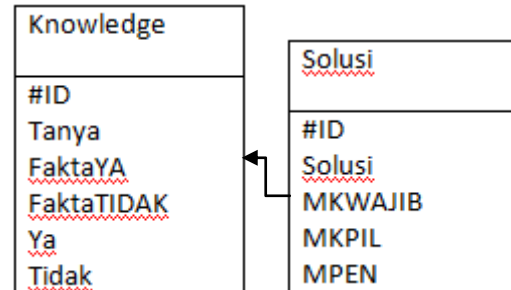 Knowledge
#ID
Tanya
FaktaYA
FaktaTIDAK
Ya
Tidak
Solusi
#ID
Solusi
MKWAJIB
MKPIL
MPEN